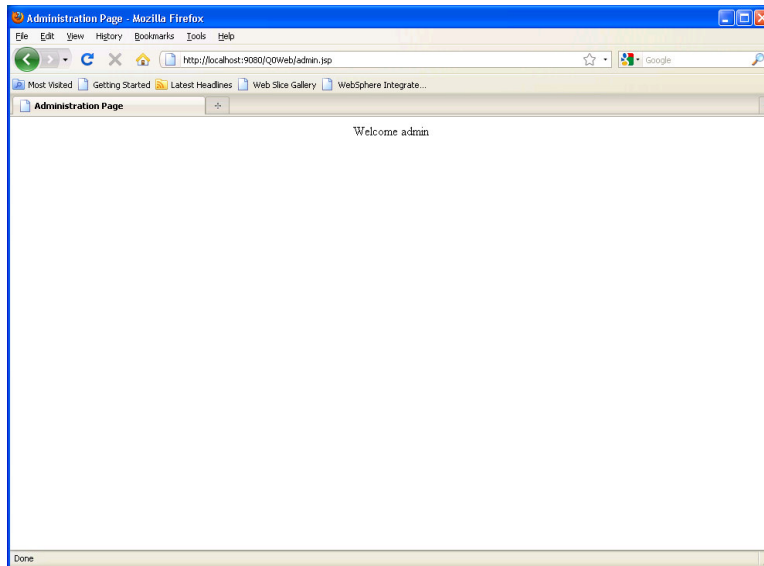 Administration Page - Mozilla Firefox
File Edit View History Bookmarks Tools Help
http://localhost:9080/Q0Web/admin.jsp
Google
Most Visited Getting Started Latest Headlines Web Slice Gallery WebSphere Integrate...
Administration Page
Welcome admin
Done